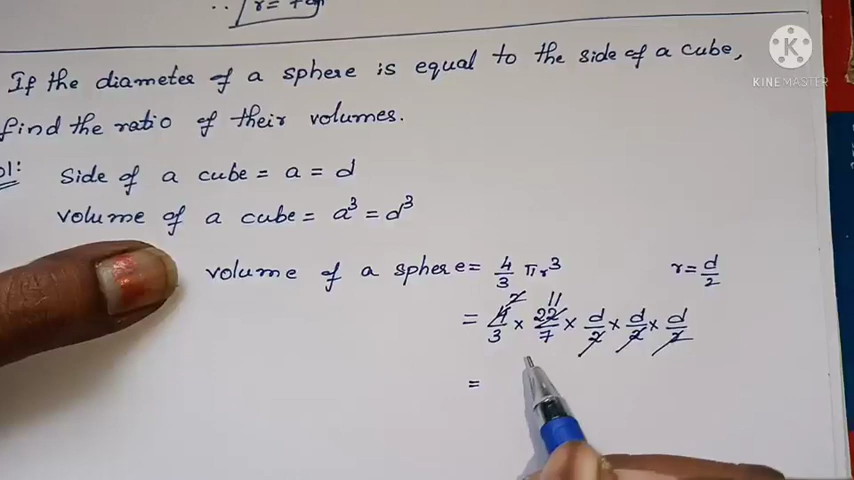 ∴ r =
If the diameter of a sphere is equal to the side of a cube,
find the ratio of their volumes.
Side of a cube = a = d
volume of a cube = a³ = d³
volume of a sphere = 4/3 πr³ r = d/2
= 4/3 2 × 22/7 11 × d/2 × d/2 × d/2
=
K
KINEMASTER